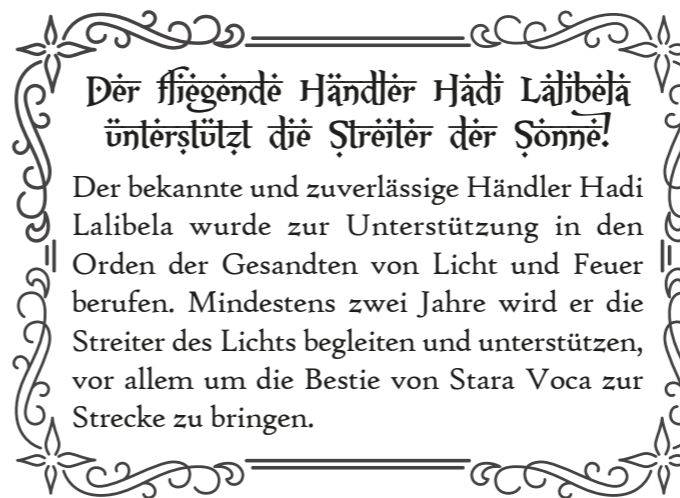 Der fliegende Händler Hadi Lalibela
unterstützt die Streiter der Sonne!
Der bekannte und zuverlässige Händler Hadi
Lalibela wurde zur Unterstützung in den
Orden der Gesandten von Licht und Feuer
berufen. Mindestens zwei Jahre wird er die
Streiter des Lichts begleiten und unterstützen,
vor allem um die Bestie von Stara Voca zur
Strecke zu bringen.